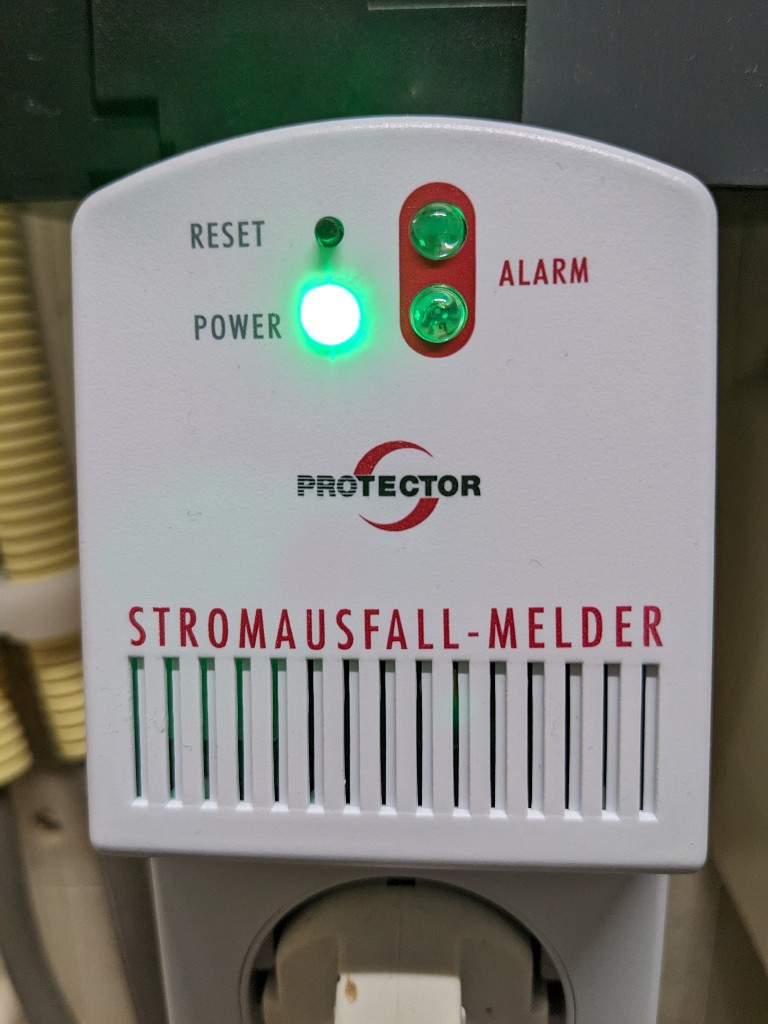 RESET
ALARM
POWER
PROTECTOR
STROMAUSFALL-MELDER